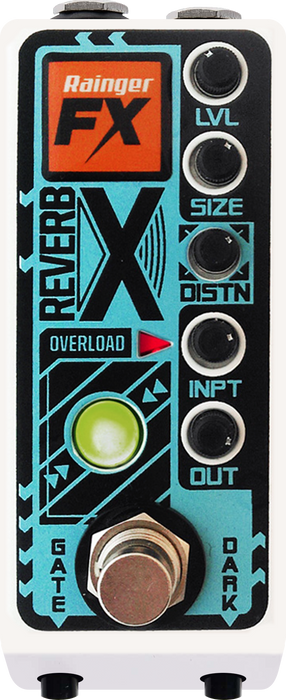 Rainger
FX
LVL
SIZE
REVERB
X
DISTN
OVERLOAD
INPT
OUT
GATE
DARK